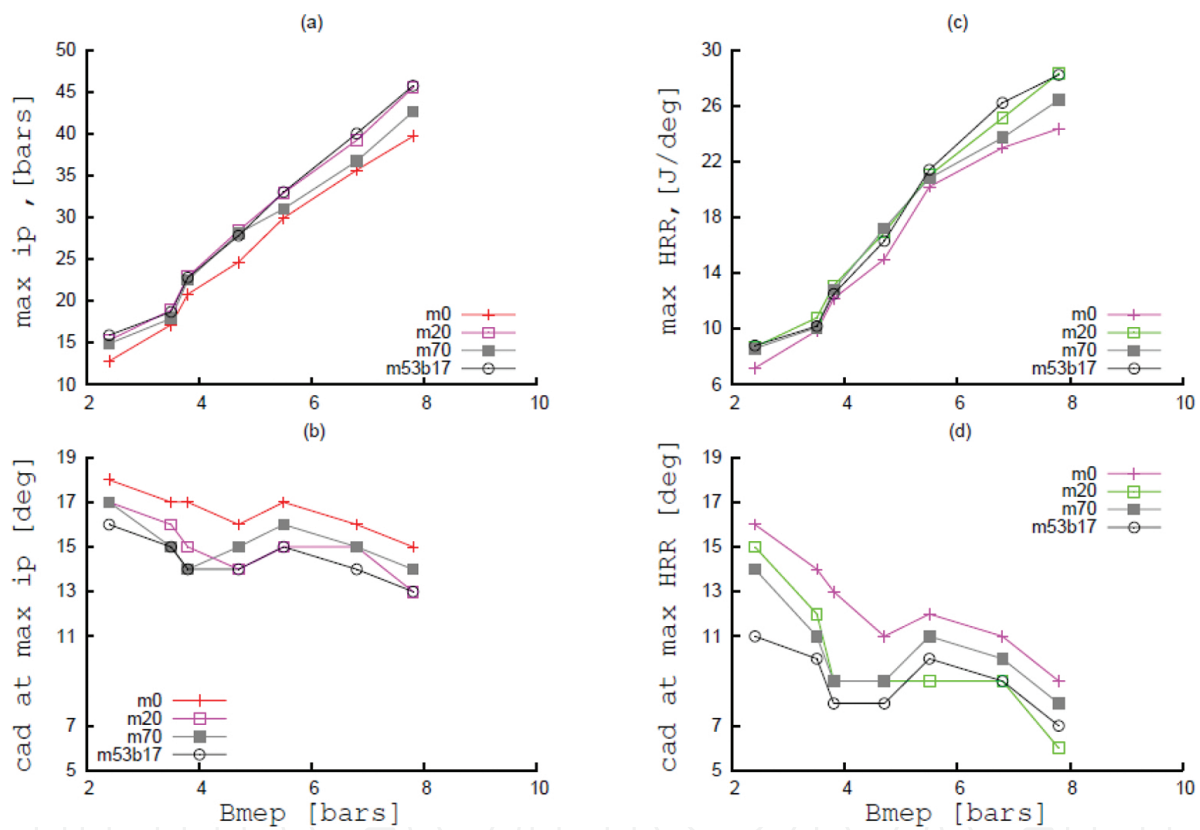 (a)
50
45
40
35
30
25
20
15
10
max ip ,[bars]
m0
m20
m70
m53b17
2 4 6 8 10
(c)
30
26
22
18
14
10
6
max HRR,[J/deg]
m0
m20
m70
m53b17
2 4 6 8 10
(b)
19
17
15
13
11
7
5
cad at max ip [deg]
m0
m20
m70
m53b17
2 4 6 8 10
Bmep [bars]
(d)
19
17
15
13
11
7
5
cad at max HRR [deg]
m0
m20
m70
m53b17
2 4 6 8 10
Bmep [bars]